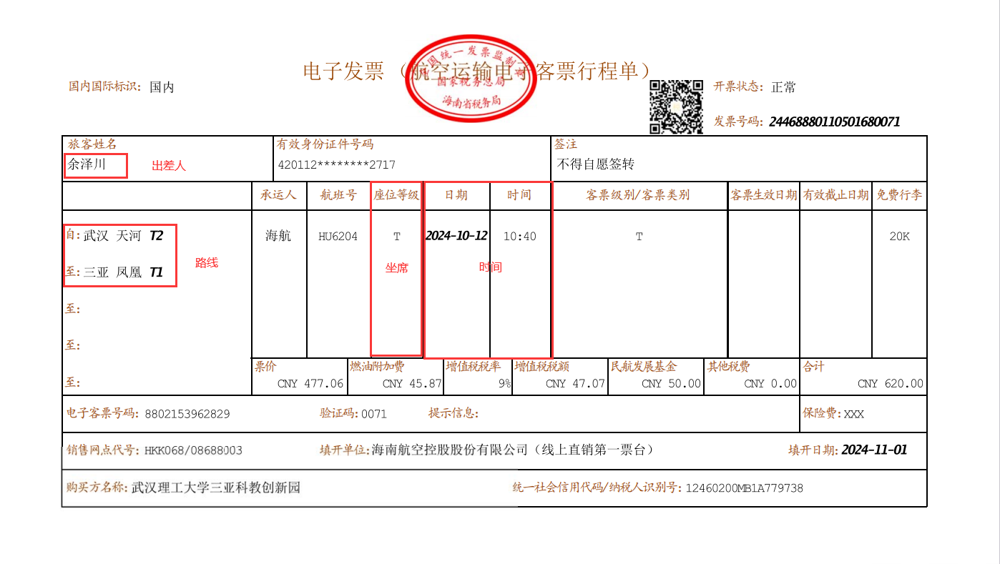 电子发票（航空运输电子客票行程单）
全国统一发票监制章
国家税务总局
海南省税务局
国内国际标识: 国内
开票状态: 正常
发票号码: 24468880110501680071
旅客姓名 有效身份证件号码 签注
余泽川 出差人 420112********2717 不得自愿签转
承运人 航班号 座位等级 日期 时间 客票级别/客票类别 客票生效日期 有效截止日期 免费行李
自: 武汉 天河 T2 海航 HU6204 T 2024-10-12 10:40 T 20K
路线 坐席 时间
至: 三亚 凤凰 T1
至:
至:
至:
票价 燃油附加费 增值税税率 增值税税额 民航发展基金 其他税费 合计
CNY 477.06 CNY 45.87 9% CNY 47.07 CNY 50.00 CNY 0.00 CNY 620.00
电子客票号码: 8802153962829 验证码: 0071 提示信息: 保险费: XXX
销售网点代号: HKK068/08688003 填开单位: 海南航空控股股份有限公司（线上直销第一票台） 填开日期: 2024-11-01
购买方名称: 武汉理工大学三亚科教创新园 统一社会信用代码/纳税人识别号: 12460200MB1A779738